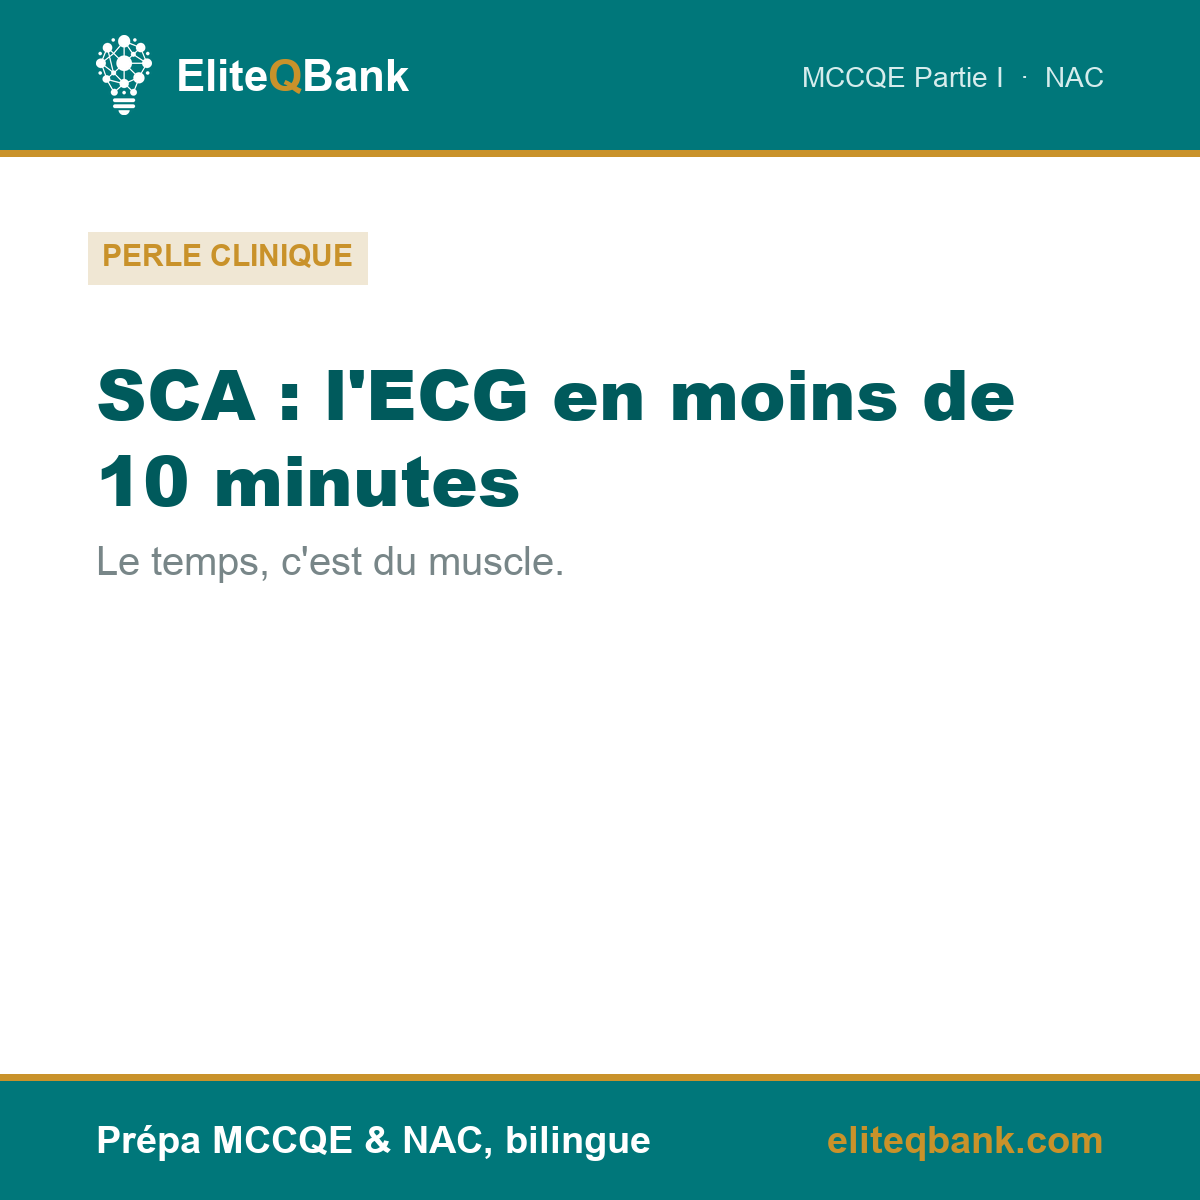 EliteQBank
MCCQE Partie I · NAC
PERLE CLINIQUE
SCA : l'ECG en moins de
10 minutes
Le temps, c'est du muscle.
Prépa MCCQE & NAC, bilingue
eliteqbank.com